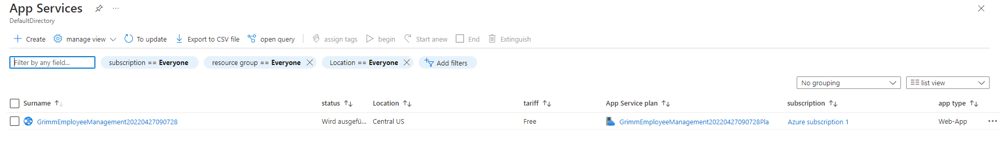 App Services
DefaultDirectory
Create manage view To update Export to CSV file open query assign tags begin Start anew End Extinguish
Filter by any field... subscription == Everyone resource group == Everyone Location == Everyone Add filters
No grouping list view
Surname status Location tariff App Service plan subscription app type
GrimmEmployeeManagement20220427090728 Wird ausgefü... Central US Free GrimmEmployeeManagement20220427090728Pla Azure subscription 1 Web-App